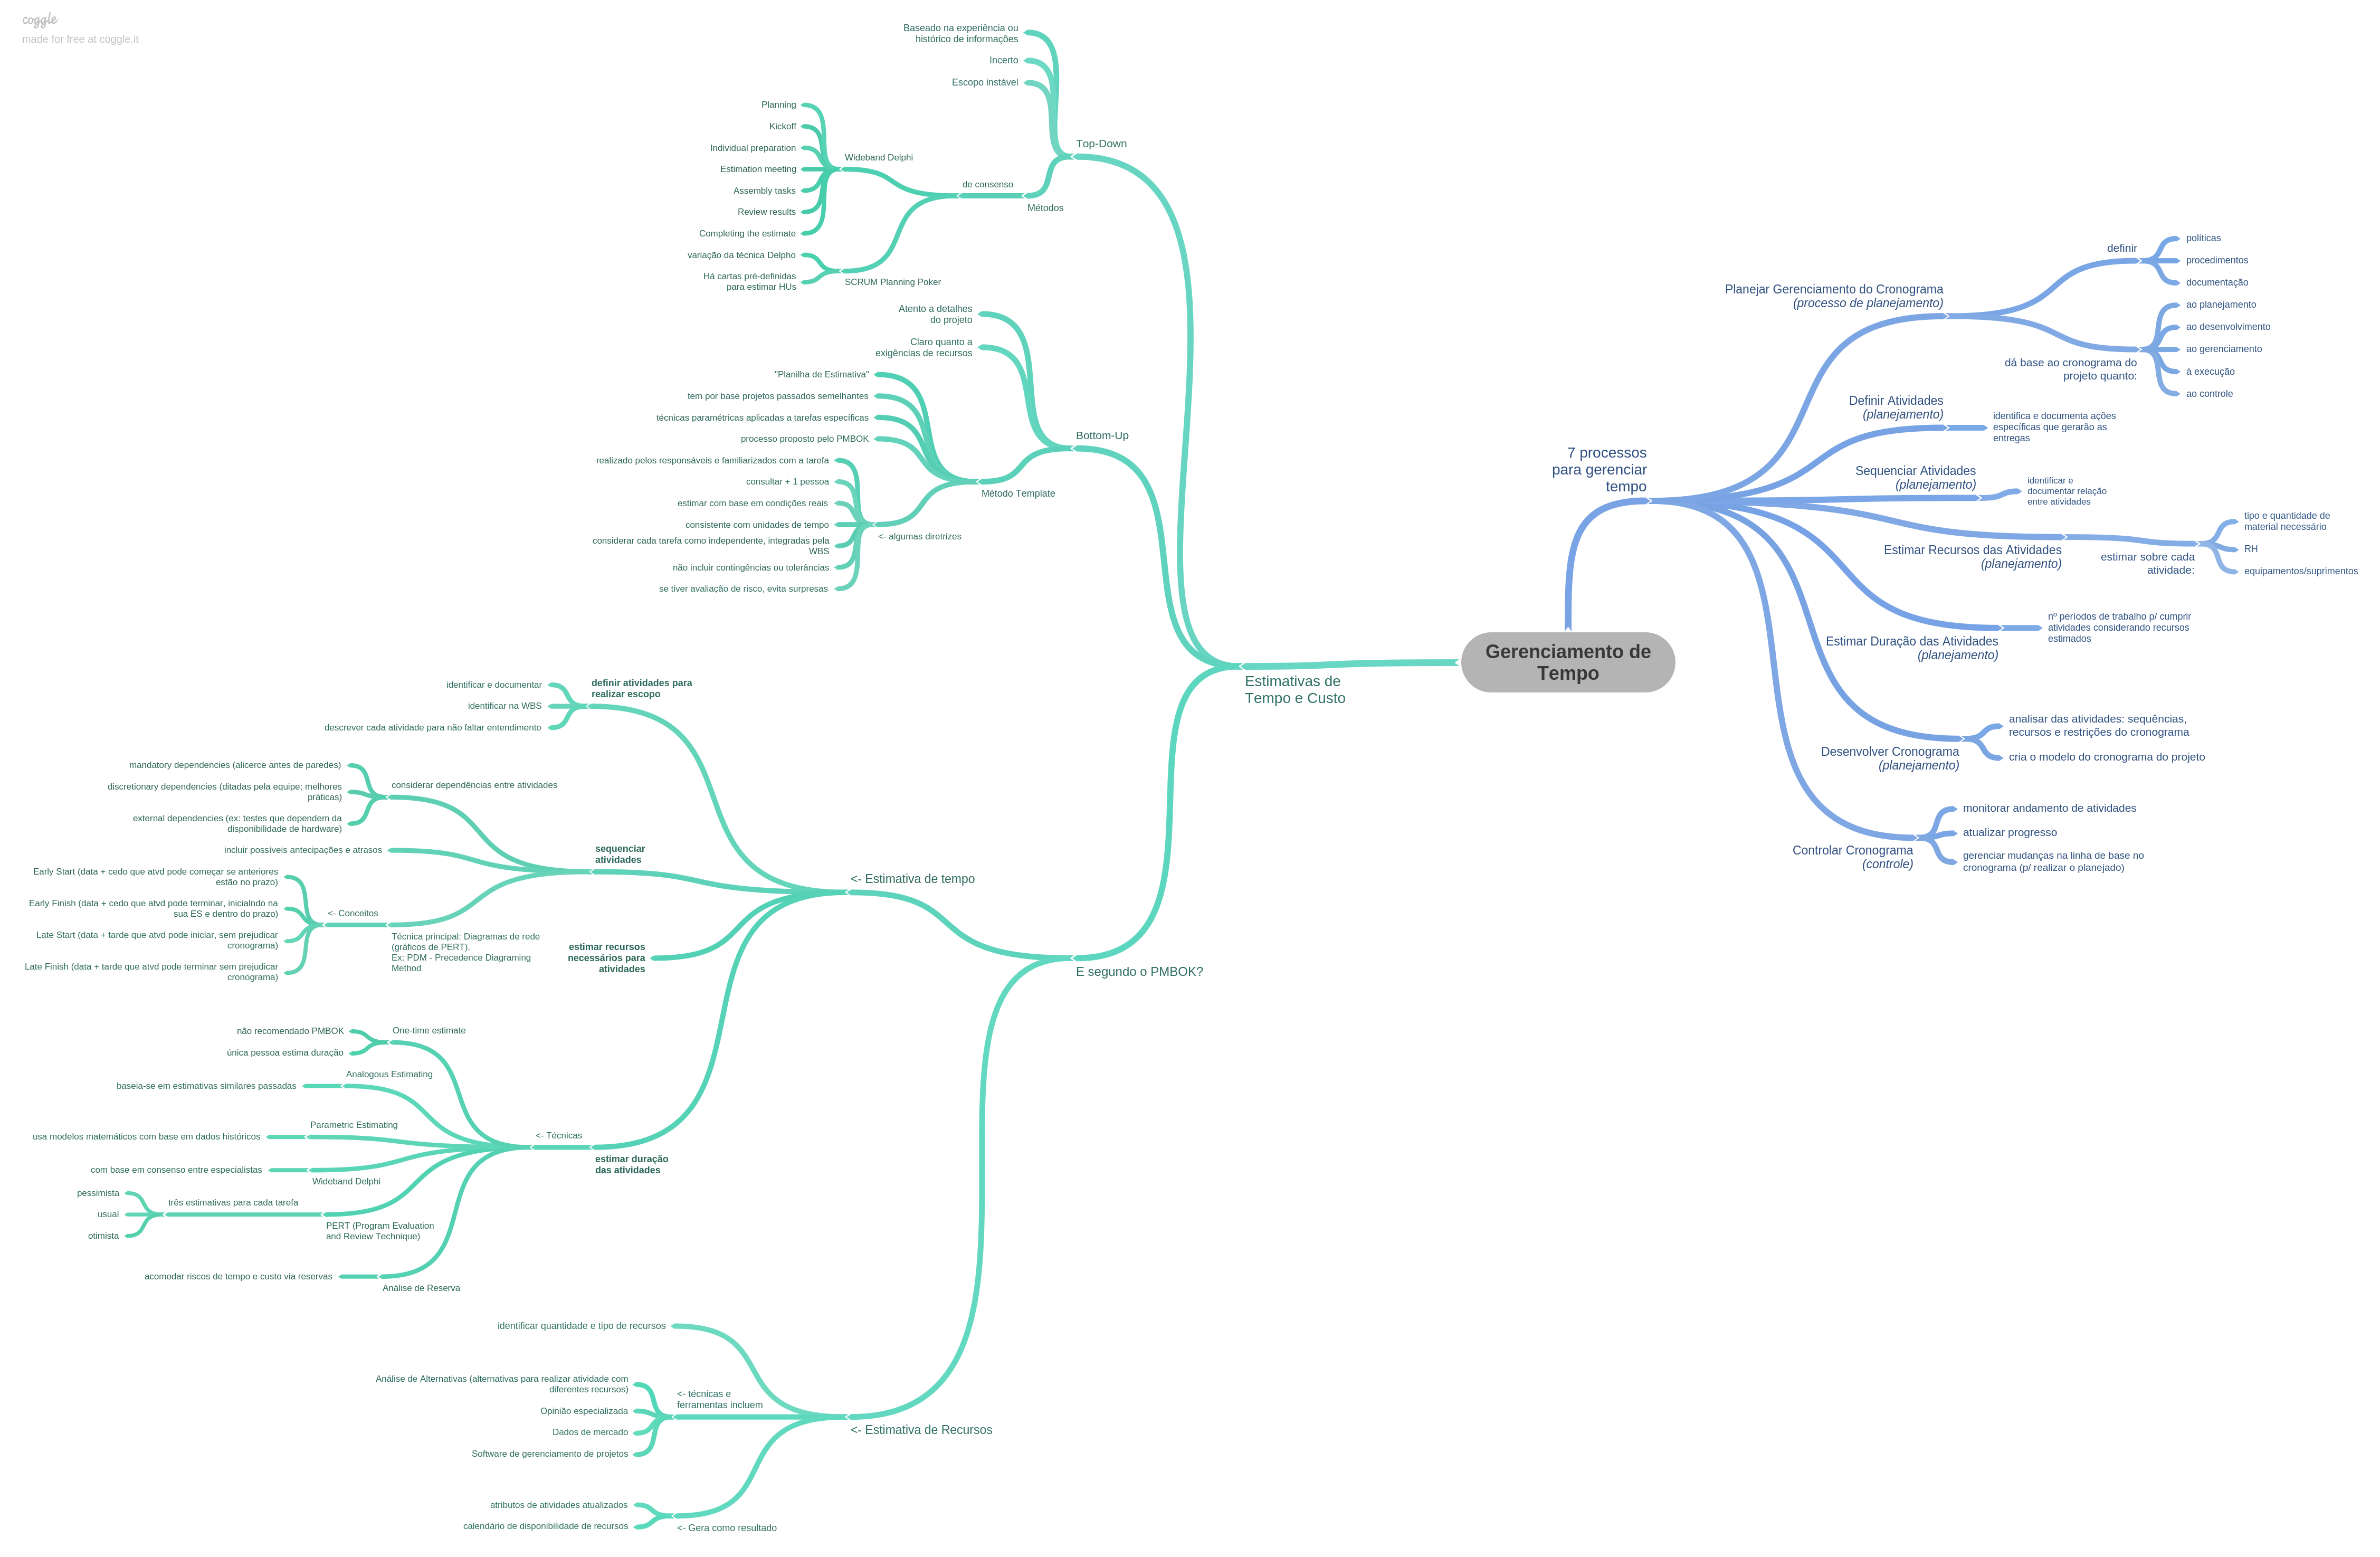 coggle
made for free at coggle.it
Gerenciamento de
Tempo
7 processos
para gerenciar
tempo
Planejar Gerenciamento do Cronograma
(processo de planejamento)
definir
políticas
procedimentos
documentação
dá base ao cronograma do
projeto quanto:
ao planejamento
ao desenvolvimento
ao gerenciamento
à execução
ao controle
Definir Atividades
(planejamento)
identifica e documenta ações
específicas que gerarão as
entregas
Sequenciar Atividades
(planejamento)
identificar e
documentar relação
entre atividades
Estimar Recursos das Atividades
(planejamento)
estimar sobre cada
atividade:
tipo e quantidade de
material necessário
RH
equipamentos/suprimentos
Estimar Duração das Atividades
(planejamento)
nº períodos de trabalho p/ cumprir
atividades considerando recursos
estimados
Desenvolver Cronograma
(planejamento)
analisar das atividades: sequências,
recursos e restrições do cronograma
cria o modelo do cronograma do projeto
Controlar Cronograma
(controle)
monitorar andamento de atividades
atualizar progresso
gerenciar mudanças na linha de base no
cronograma (p/ realizar o planejado)
Estimativas de
Tempo e Custo
Top-Down
Baseado na experiência ou
histórico de informações
Incerto
Escopo instável
Métodos
de consenso
Wideband Delphi
Planning
Kickoff
Individual preparation
Estimation meeting
Assembly tasks
Review results
Completing the estimate
SCRUM Planning Poker
variação da técnica Delpho
Há cartas pré-definidas
para estimar HUs
Bottom-Up
Atento a detalhes
do projeto
Claro quanto a
exigências de recursos
Método Template
"Planilha de Estimativa"
tem por base projetos passados semelhantes
técnicas paramétricas aplicadas a tarefas específicas
processo proposto pelo PMBOK
<- algumas diretrizes
realizado pelos responsáveis e familiarizados com a tarefa
consultar + 1 pessoa
estimar com base em condições reais
consistente com unidades de tempo
considerar cada tarefa como independente, integradas pela
WBS
não incluir contingências ou tolerâncias
se tiver avaliação de risco, evita surpresas
E segundo o PMBOK?
<- Estimativa de tempo
definir atividades para
realizar escopo
identificar e documentar
identificar na WBS
descrever cada atividade para não faltar entendimento
sequenciar
atividades
considerar dependências entre atividades
mandatory dependencies (alicerce antes de paredes)
discretionary dependencies (ditadas pela equipe; melhores
práticas)
external dependencies (ex: testes que dependem da
disponibilidade de hardware)
incluir possíveis antecipações e atrasos
Técnica principal: Diagramas de rede
(gráficos de PERT).
Ex: PDM - Precedence Diagraming
Method
<- Conceitos
Early Start (data + cedo que atvd pode começar se anteriores
estão no prazo)
Early Finish (data + cedo que atvd pode terminar, inicialndo na
sua ES e dentro do prazo)
Late Start (data + tarde que atvd pode iniciar, sem prejudicar
cronograma)
Late Finish (data + tarde que atvd pode terminar sem prejudicar
cronograma)
estimar recursos
necessários para
atividades
estimar duração
das atividades
<- Técnicas
One-time estimate
não recomendado PMBOK
única pessoa estima duração
Analogous Estimating
baseia-se em estimativas similares passadas
Parametric Estimating
usa modelos matemáticos com base em dados históricos
Wideband Delphi
com base em consenso entre especialistas
PERT (Program Evaluation
and Review Technique)
três estimativas para cada tarefa
pessimista
usual
otimista
Análise de Reserva
acomodar riscos de tempo e custo via reservas
<- Estimativa de Recursos
identificar quantidade e tipo de recursos
<- técnicas e
ferramentas incluem
Análise de Alternativas (alternativas para realizar atividade com
diferentes recursos)
Opinião especializada
Dados de mercado
Software de gerenciamento de projetos
<- Gera como resultado
atributos de atividades atualizados
calendário de disponibilidade de recursos